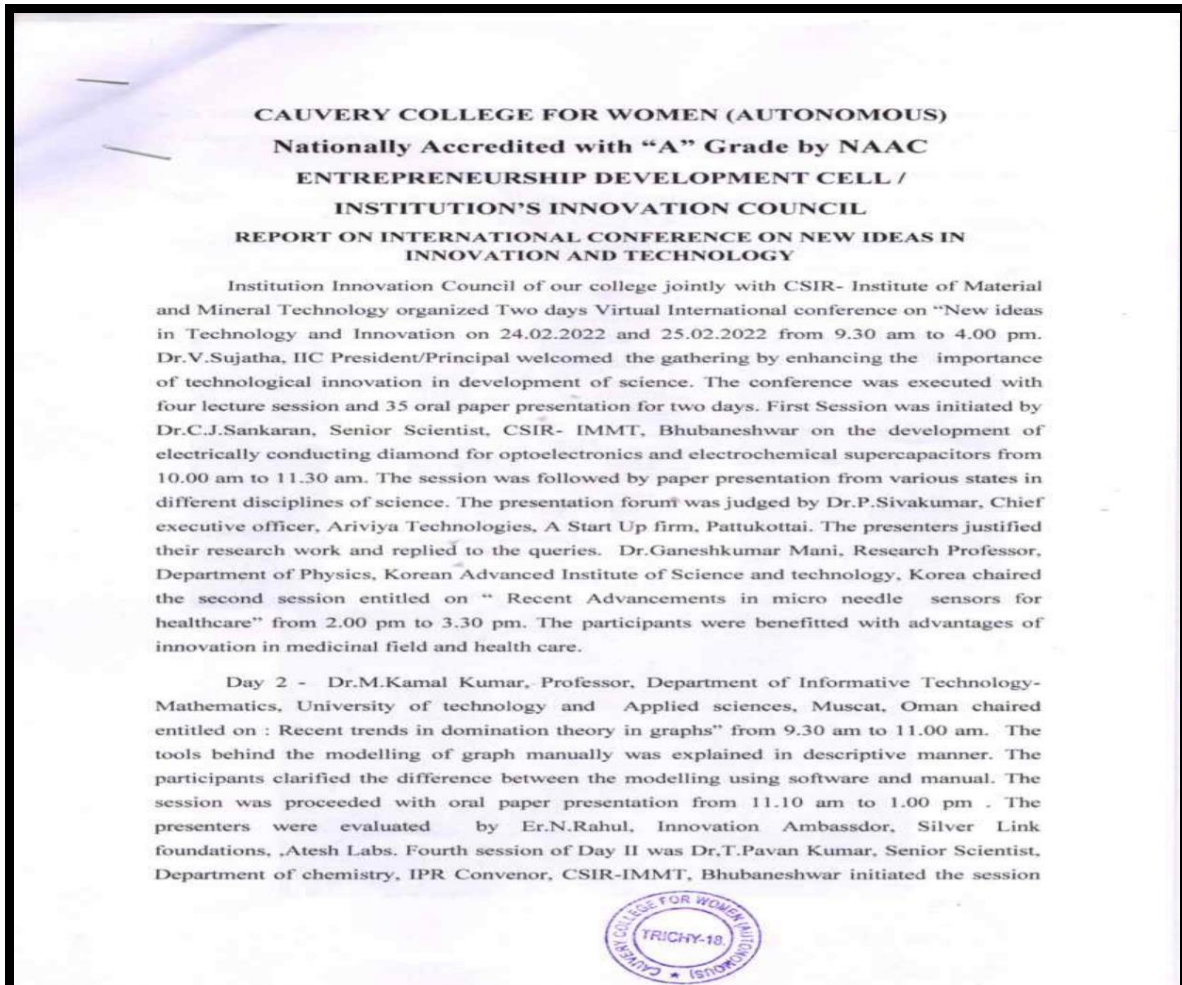 CAUVERY COLLEGE FOR WOMEN (AUTONOMOUS)
Nationally Accredited with “A” Grade by NAAC
ENTREPRENEURSHIP DEVELOPMENT CELL /
INSTITUTION’S INNOVATION COUNCIL
REPORT ON INTERNATIONAL CONFERENCE ON NEW IDEAS IN
INNOVATION AND TECHNOLOGY
Institution Innovation Council of our college jointly with CSIR- Institute of Material
and Mineral Technology organized Two days Virtual International conference on “New ideas
in Technology and Innovation on 24.02.2022 and 25.02.2022 from 9.30 am to 4.00 pm.
Dr.V.Sujatha, IIC President/Principal welcomed the gathering by enhancing the importance
of technological innovation in development of science. The conference was executed with
four lecture session and 35 oral paper presentation for two days. First Session was initiated by
Dr.C.J.Sankaran, Senior Scientist, CSIR- IMMT, Bhubaneshwar on the development of
electrically conducting diamond for optoelectronics and electrochemical supercapacitors from
10.00 am to 11.30 am. The session was followed by paper presentation from various states in
different disciplines of science. The presentation forum was judged by Dr.P.Sivakumar, Chief
executive officer, Ariviya Technologies, A Start Up firm, Pattukottai. The presenters justified
their research work and replied to the queries. Dr.Ganeshkumar Mani, Research Professor,
Department of Physics, Korean Advanced Institute of Science and technology, Korea chaired
the second session entitled on “ Recent Advancements in micro needle sensors for
healthcare” from 2.00 pm to 3.30 pm. The participants were benefitted with advantages of
innovation in medicinal field and health care.
Day 2 - Dr.M.Kamal Kumar, Professor, Department of Informative Technology-
Mathematics, University of technology and Applied sciences, Muscat, Oman chaired
entitled on : Recent trends in domination theory in graphs” from 9.30 am to 11.00 am. The
tools behind the modelling of graph manually was explained in descriptive manner. The
participants clarified the difference between the modelling using software and manual. The
session was proceeded with oral paper presentation from 11.10 am to 1.00 pm . The
presenters were evaluated by Er.N.Rahul, Innovation Ambassdor, Silver Link
foundations, ,Atesh Labs. Fourth session of Day II was Dr,T.Pavan Kumar, Senior Scientist,
Department of chemistry, IPR Convenor, CSIR-IMMT, Bhubaneshwar initiated the session
CAUVERY COLLEGE FOR WOMEN (AUTONOMOUS) ★
TRICHY-18.